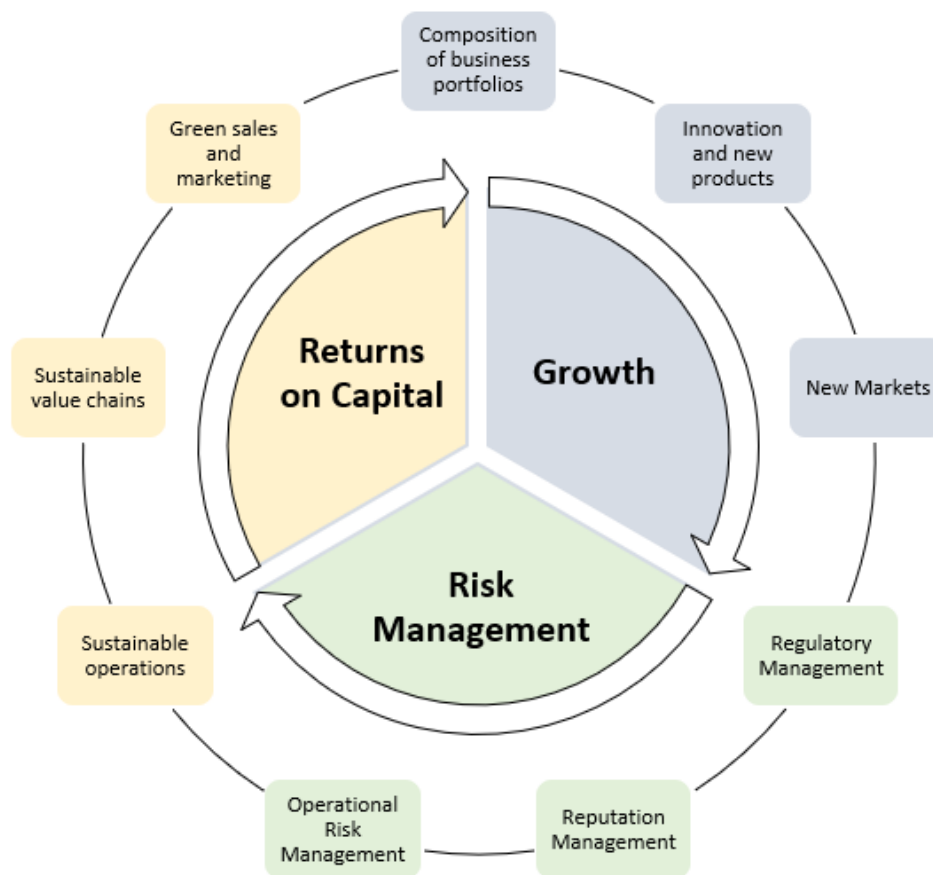 Composition
of business
portfolios
Innovation
and new
products
New Markets
Regulatory
Management
Reputation
Management
Operational
Risk
Management
Sustainable
operations
Sustainable
value chains
Green sales
and
marketing
Returns
on Capital
Growth
Risk
Management